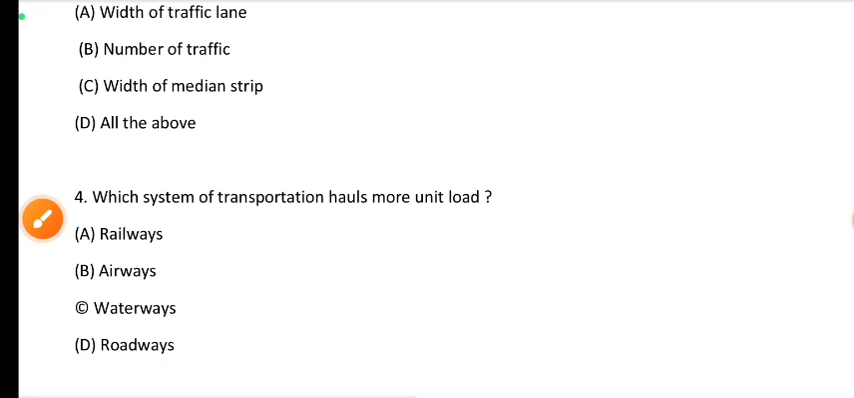 (A) Width of traffic lane
(B) Number of traffic
(C) Width of median strip
(D) All the above
4. Which system of transportation hauls more unit load ?
(A) Railways
(B) Airways
© Waterways
(D) Roadways